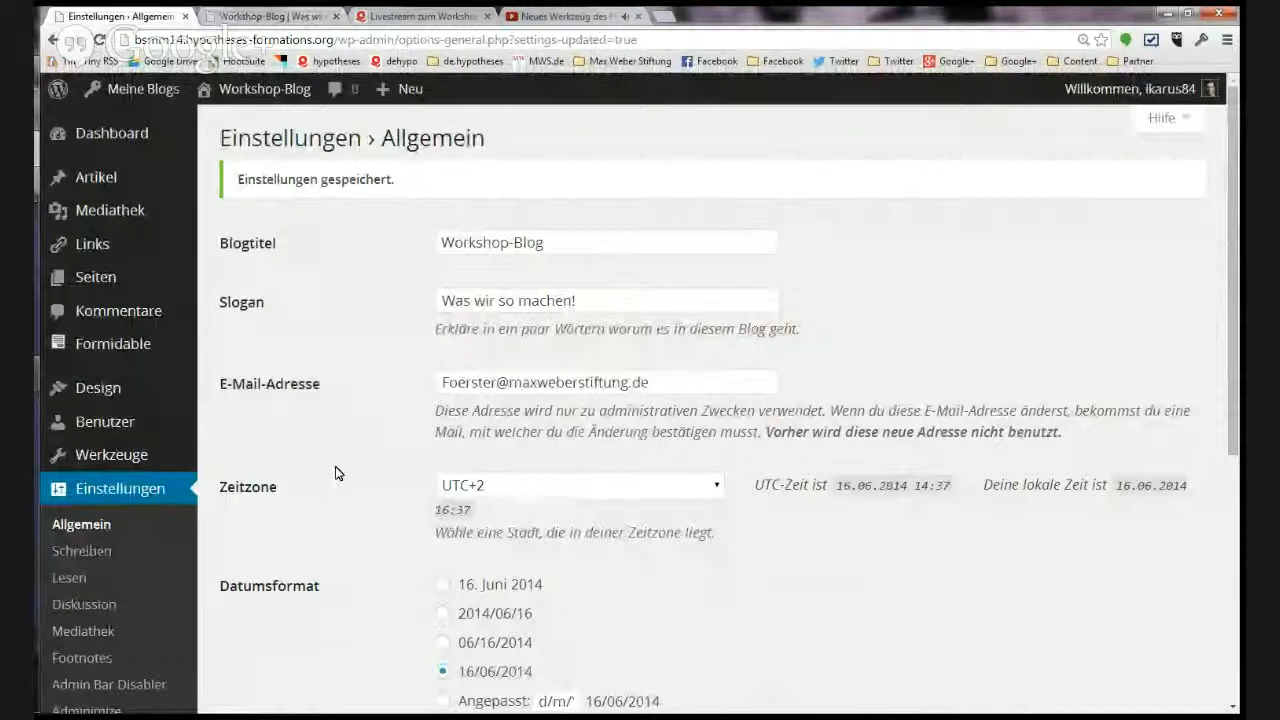 Einstellungen ‹ Allgemein
Workshop-Blog | Was wi
Livestream zum Worksho
Neues Werkzeug des
Google+
bsmm14.hypotheses-formations.org/wp-admin/options-general.php?settings-updated=true
Tiny RSS Google Drive HootSuite hypotheses dehypo de.hypotheses MWS.de Max Weber Stiftung Facebook Facebook Twitter Twitter Google+ Google+ Content Partner
Meine Blogs Workshop-Blog 0 Neu Willkommen, ikarus84
Hilfe
Dashboard
Artikel
Mediathek
Links
Seiten
Kommentare
Formidable
Design
Benutzer
Werkzeuge
Einstellungen
Allgemein
Schreiben
Lesen
Diskussion
Mediathek
Footnotes
Admin Bar Disabler
Adminimize
Einstellungen › Allgemein
Einstellungen gespeichert.
Blogtitel Workshop-Blog
Slogan Was wir so machen!
Erkläre in ein paar Wörtern worum es in diesem Blog geht.
E-Mail-Adresse Foerster@maxweberstiftung.de
Diese Adresse wird nur zu administrativen Zwecken verwendet. Wenn du diese E-Mail-Adresse änderst, bekommst du eine
Mail, mit welcher du die Änderung bestätigen musst. Vorher wird diese neue Adresse nicht benutzt.
Zeitzone UTC+2 UTC-Zeit ist 16.06.2014 14:37 Deine lokale Zeit ist 16.06.2014
16:37
Wähle eine Stadt, die in deiner Zeitzone liegt.
Datumsformat 16. Juni 2014
2014/06/16
06/16/2014
16/06/2014
Angepasst: d/m/ 16/06/2014